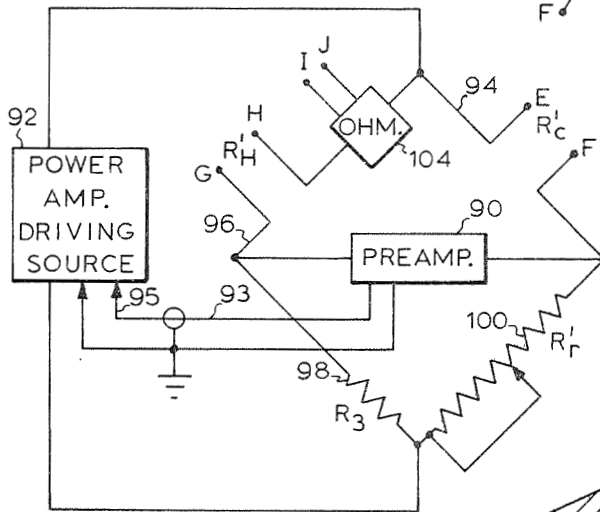 F
J
I
94
92
H
E
OHM.
R'H
R'c
104
F
G
POWER
AMP.
DRIVING
SOURCE
90
96
PREAMP.
95
93
100
R'r
98
R3